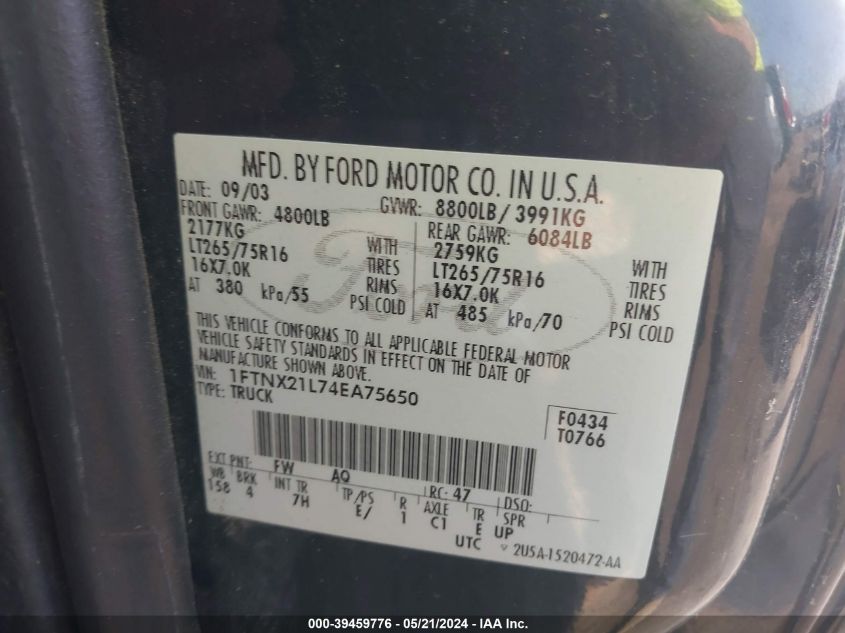 MFD. BY FORD MOTOR CO. IN U.S.A.
DATE: 09/03 GVWR: 8800LB/ 3991KG
FRONT GAWR: 4800LB REAR GAWR: 6084LB
2177KG WITH 2759KG WITH
LT265/75R16 TIRES LT265/75R16 TIRES
16X7.0K RIMS 16X7.0K RIMS
AT 380 kPa/55 PSI COLD AT 485 kPa/70 PSI COLD
Ford
THIS VEHICLE CONFORMS TO ALL APPLICABLE FEDERAL MOTOR
VEHICLE SAFETY STANDARDS IN EFFECT ON THE DATE OF
MANUFACTURE SHOWN ABOVE.
VIN: 1FTNX21L74EA75650
TYPE: TRUCK
F0434
T0766
EXT PNT: FW AQ RC: 47 DSO:
WB BRK INT TR TP/PS R AXLE TR SPR
158 4 7H E/ 1 C1 E UP
UTC
V 2U5A-1520472-AA
000-39459776 - 05/21/2024 - IAA Inc.